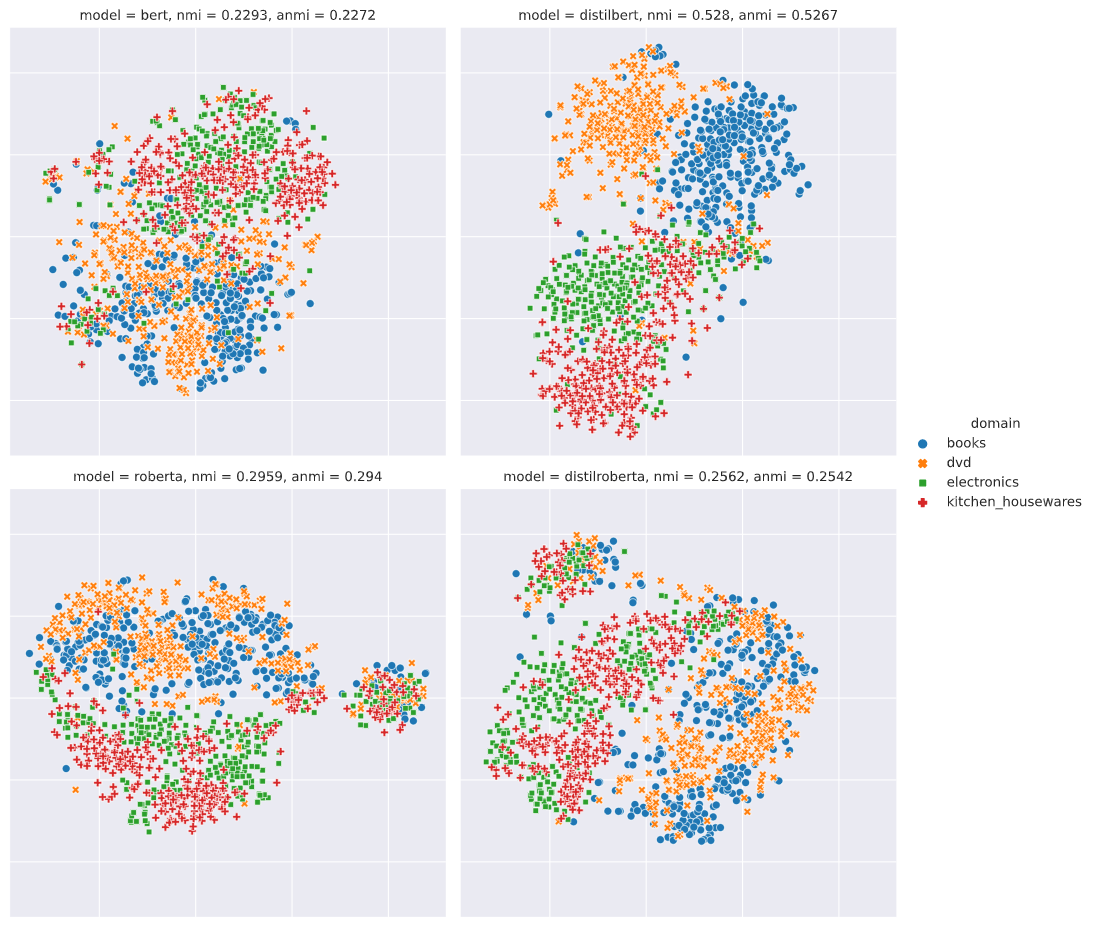 model = bert, nmi = 0.2293, anmi = 0.2272
model = distilbert, nmi = 0.528, anmi = 0.5267
domain
books
dvd
electronics
kitchen_housewares
model = roberta, nmi = 0.2959, anmi = 0.294
model = distilroberta, nmi = 0.2562, anmi = 0.2542